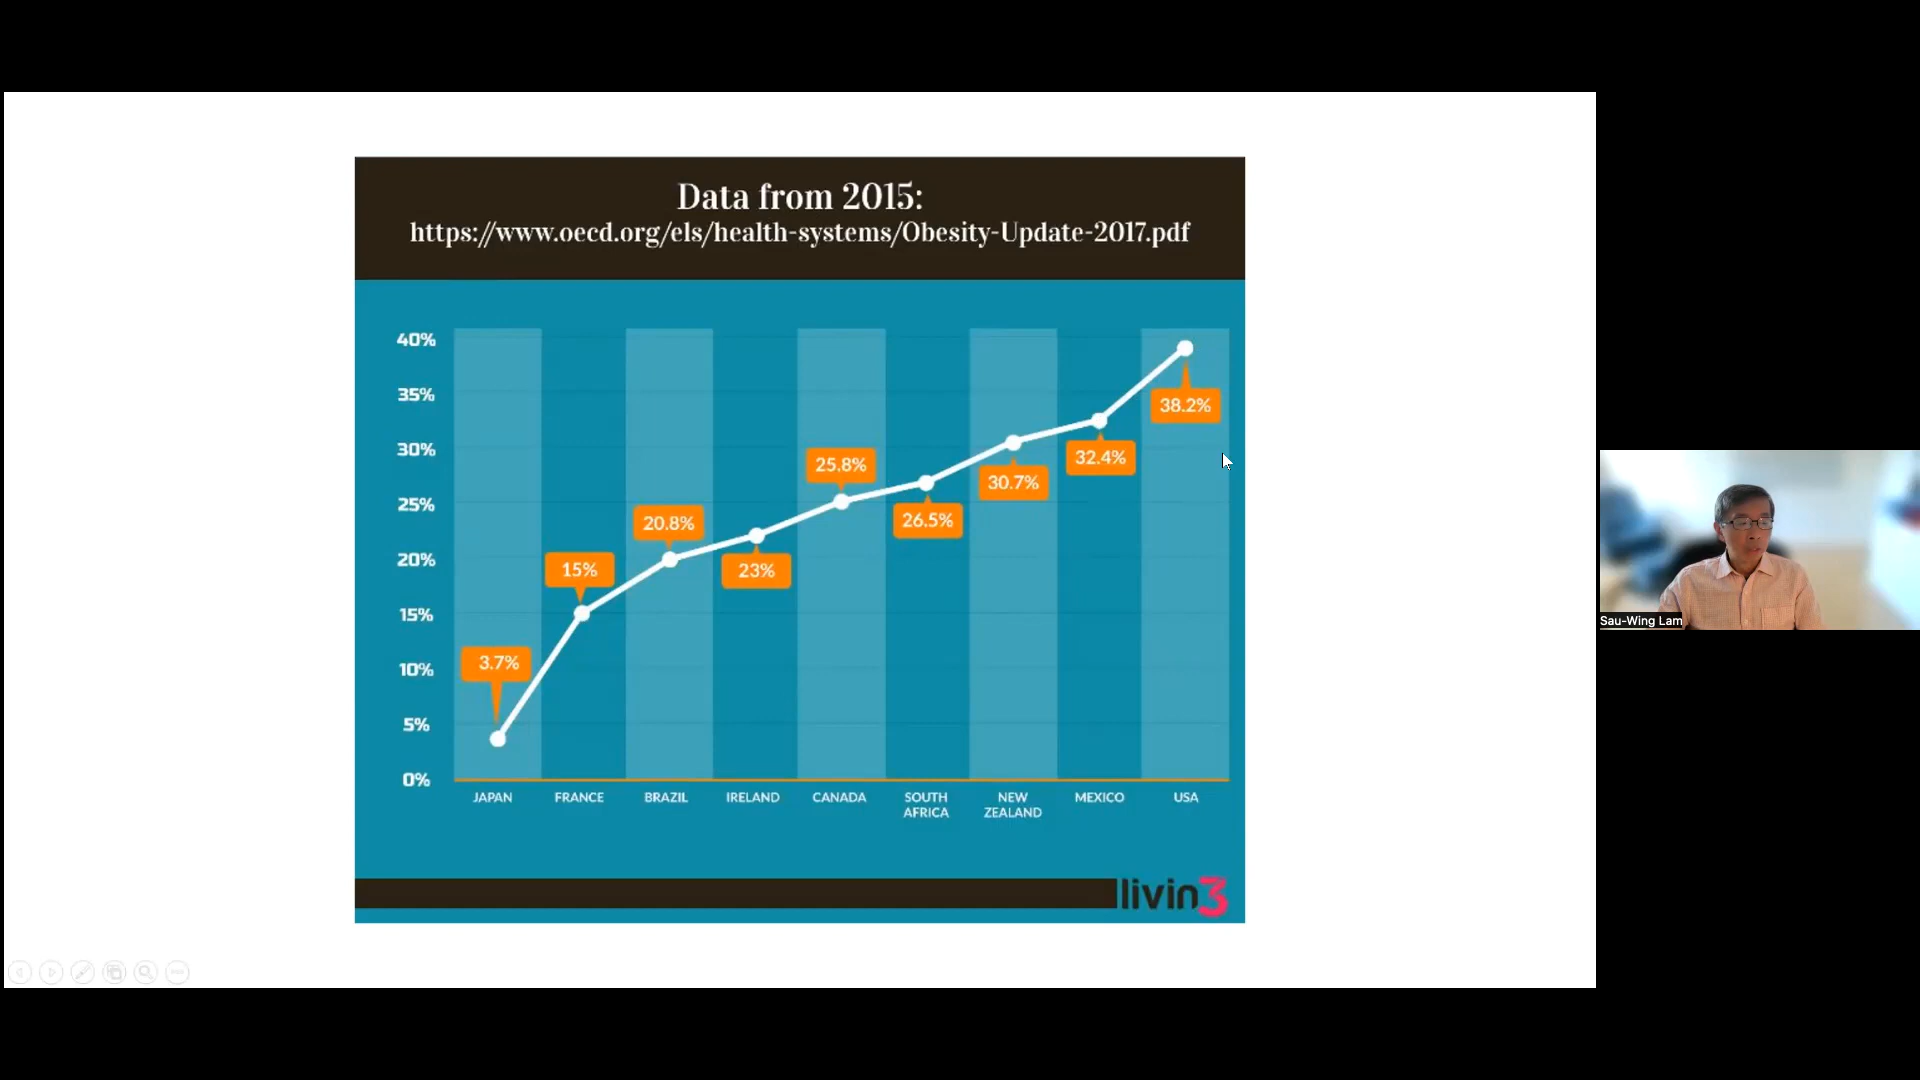 Data from 2015:
https://www.oecd.org/els/health-systems/Obesity-Update-2017.pdf
40%
35%
30%
25%
20%
15%
10%
5%
0%
3.7%
15%
20.8%
23%
25.8%
26.5%
30.7%
32.4%
38.2%
JAPAN
FRANCE
BRAZIL
IRELAND
CANADA
SOUTH
AFRICA
NEW
ZEALAND
MEXICO
USA
livin3
Sau-Wing Lam